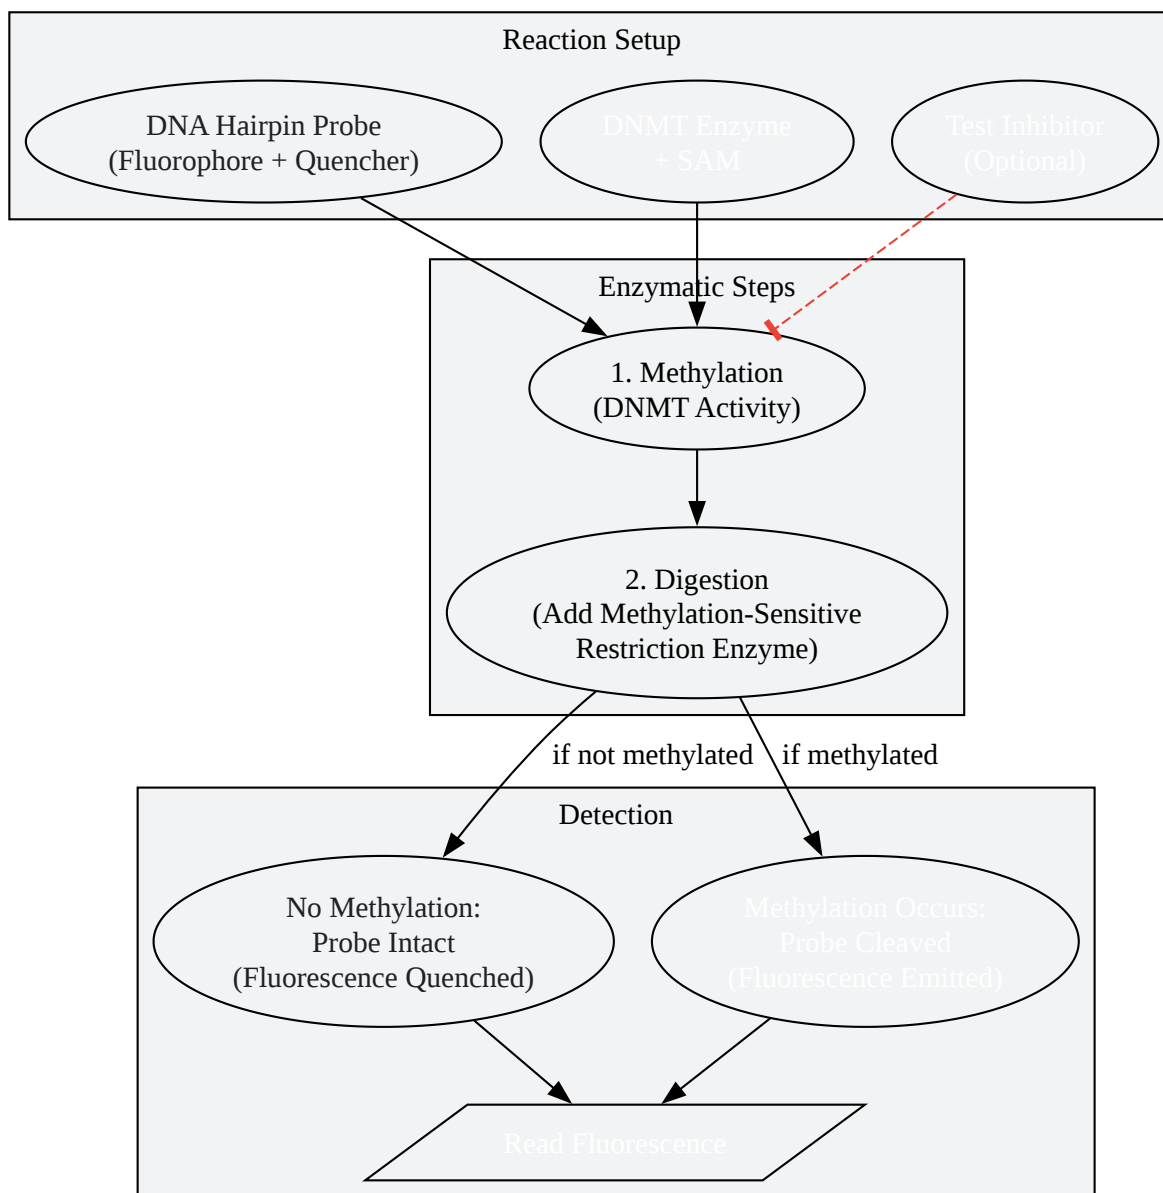 Reaction Setup
DNA Hairpin Probe
(Fluorophore + Quencher)
DNMT Enzyme
+ SAM
Test Inhibitor
(Optional)
Enzymatic Steps
1. Methylation
(DNMT Activity)
2. Digestion
(Add Methylation-Sensitive
Restriction Enzyme)
if not methylated
if methylated
Detection
No Methylation:
Probe Intact
(Fluorescence Quenched)
Methylation Occurs:
Probe Cleaved
(Fluorescence Emitted)
Read Fluorescence